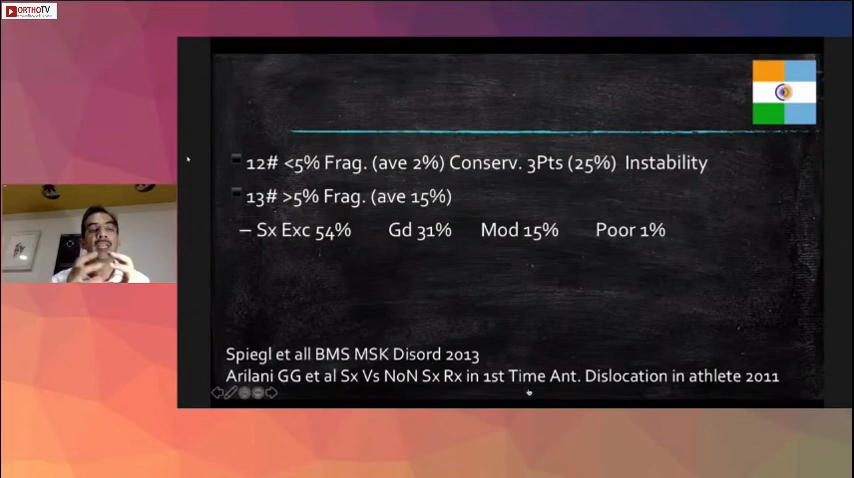 ORTHOTV
12# <5% Frag. (ave 2%) Conserv. 3Pts (25%) Instability
13# >5% Frag. (ave 15%)
– Sx Exc 54% Gd 31% Mod 15% Poor 1%
Spiegl et all BMS MSK Disord 2013
Arilani GG et al Sx Vs NoN Sx Rx in 1st Time Ant. Dislocation in athlete 2011